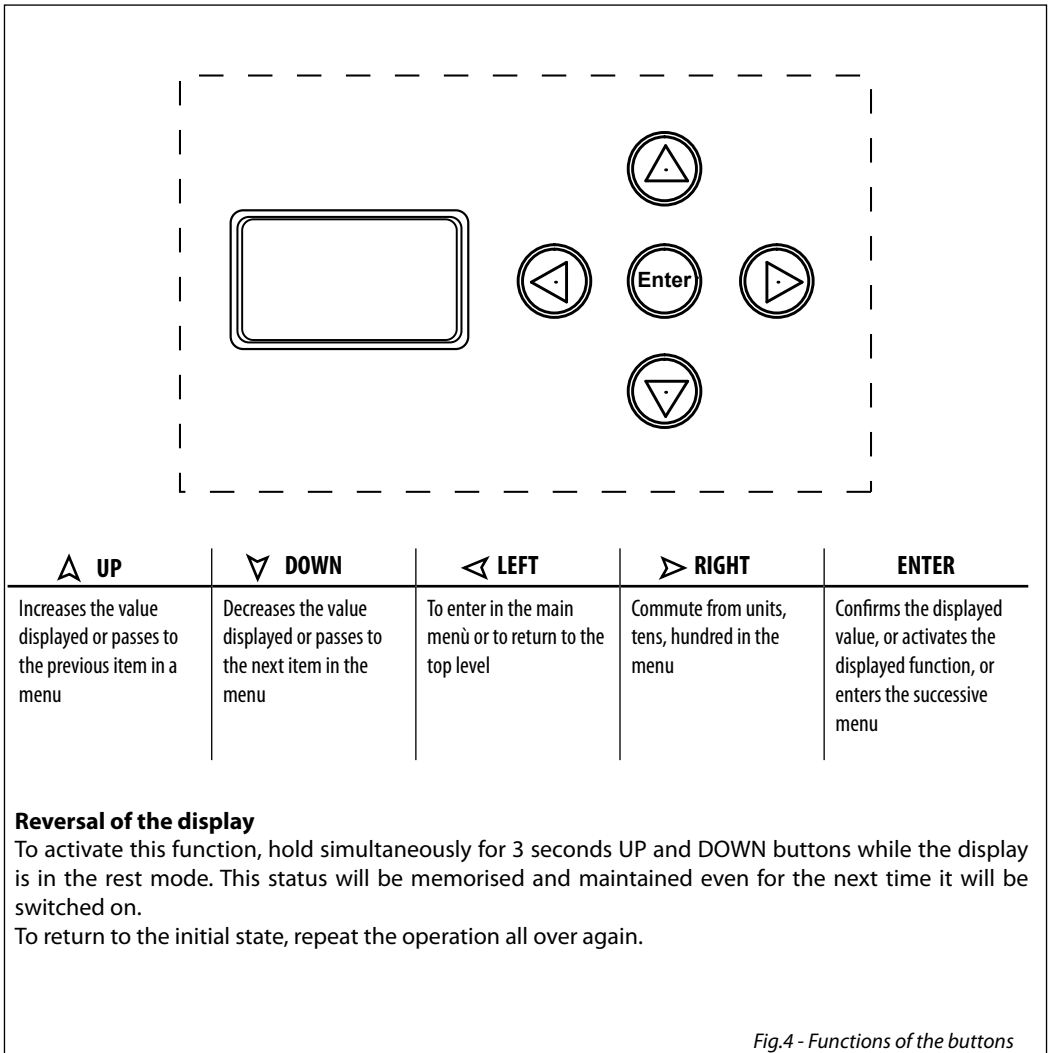 Enter
UP
DOWN
LEFT
RIGHT
ENTER
Increases the value
displayed or passes to
the previous item in a
menu
Decreases the value
displayed or passes to
the next item in the
menu
To enter in the main
menù or to return to the
top level
Commute from units,
tens, hundred in the
menu
Confirms the displayed
value, or activates the
displayed function, or
enters the successive
menu
Reversal of the display
To activate this function, hold simultaneously for 3 seconds UP and DOWN buttons while the display
is in the rest mode. This status will be memorised and maintained even for the next time it will be
switched on.
To return to the initial state, repeat the operation all over again.
Fig.4 - Functions of the buttons